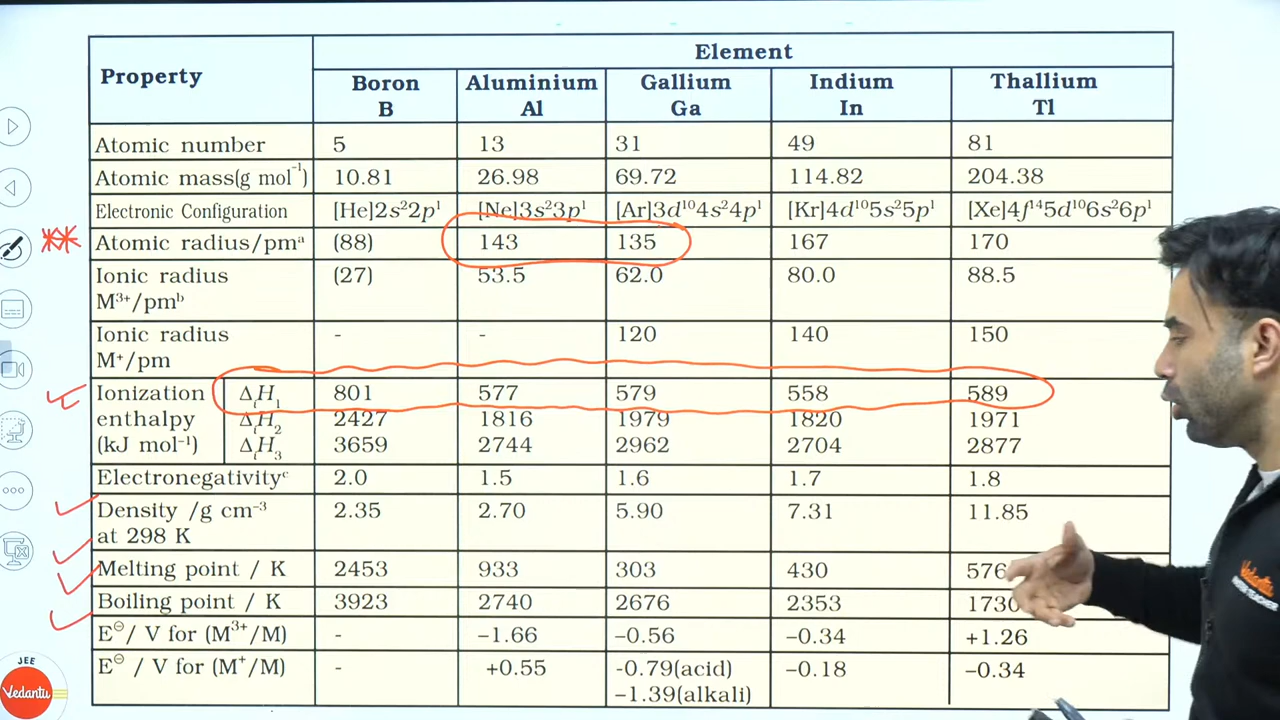 Element
Property
Boron Aluminium Gallium Indium Thallium
B Al Ga In Tl
Atomic number 5 13 31 49 81
Atomic mass(g mol⁻¹) 10.81 26.98 69.72 114.82 204.38
Electronic Configuration [He]2s²2p¹ [Ne]3s²3p¹ [Ar]3d¹⁰4s²4p¹ [Kr]4d¹⁰5s²5p¹ [Xe]4f¹⁴5d¹⁰6s²6p¹
Atomic radius/pmᵃ (88) 143 135 167 170
Ionic radius (27) 53.5 62.0 80.0 88.5
M³⁺/pmᵇ
Ionic radius - - 120 140 150
M⁺/pm
Ionization ΔᵢH₁ 801 577 579 558 589
enthalpy ΔᵢH₂ 2427 1816 1979 1820 1971
(kJ mol⁻¹) ΔᵢH₃ 3659 2744 2962 2704 2877
Electronegativityᶜ 2.0 1.5 1.6 1.7 1.8
Density /g cm⁻³ 2.35 2.70 5.90 7.31 11.85
at 298 K
Melting point / K 2453 933 303 430 576
Boiling point / K 3923 2740 2676 2353 1730
E⊖/ V for (M³⁺/M) - –1.66 –0.56 –0.34 +1.26
E⊖ / V for (M⁺/M) - +0.55 -0.79(acid) –0.18 –0.34
–1.39(alkali)
JEE
Vedantu
Vedantu